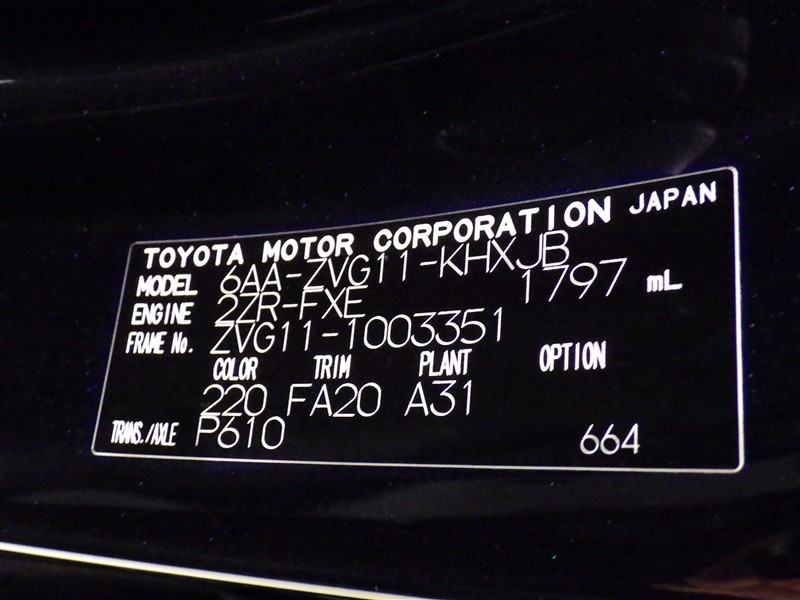 TOYOTA MOTOR CORPORATION JAPAN
MODEL 6AA-ZVG11-KHXJB
ENGINE 2ZR-FXE 1797 mL
FRAME No. ZVG11-1003351
COLOR TRIM PLANT OPTION
220 FA20 A31
TRANS./AXLE P610 664